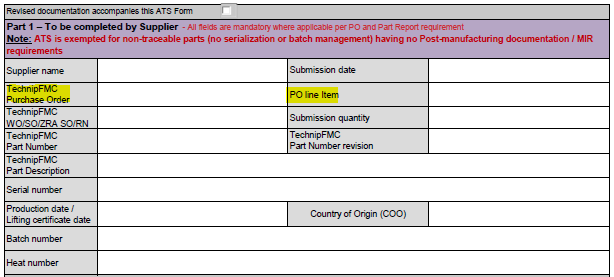 Revised documentation accompanies this ATS Form
Part 1 – To be completed by Supplier - All fields are mandatory where applicable per PO and Part Report requirement
Note: ATS is exempted for non-traceable parts (no serialization or batch management) having no Post-manufacturing documentation / MIR
requirements
Supplier name
Submission date
TechnipFMC
Purchase Order
PO line Item
TechnipFMC
WO/SO/ZRA SO/RN
Submission quantity
TechnipFMC
Part Number
TechnipFMC
Part Number revision
TechnipFMC
Part Description
Serial number
Production date /
Lifting certificate date
Country of Origin (COO)
Batch number
Heat number